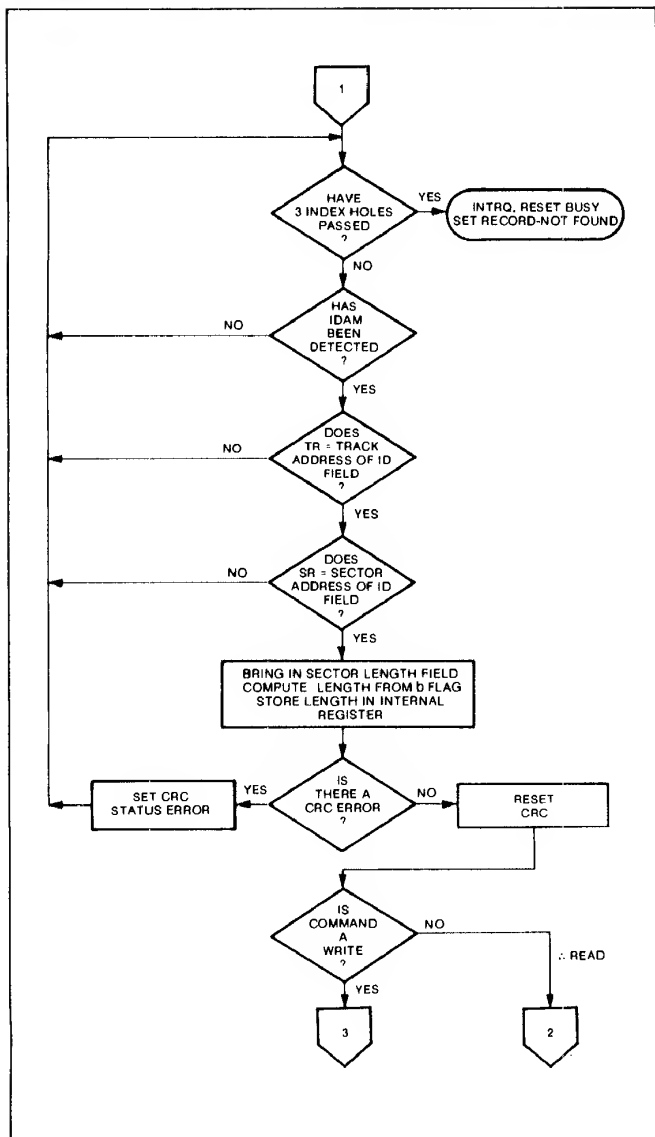 1
HAVE
3 INDEX HOLES
PASSED
?
YES
INTRQ, RESET BUSY
SET RECORD-NOT FOUND
NO
HAS
IDAM
BEEN
DETECTED
?
NO
YES
DOES
TR = TRACK
ADDRESS OF ID
FIELD
?
NO
YES
DOES
SR = SECTOR
ADDRESS OF ID
FIELD
?
NO
YES
BRING IN SECTOR LENGTH FIELD
COMPUTE LENGTH FROM b FLAG
STORE LENGTH IN INTERNAL
REGISTER
IS
THERE A
CRC ERROR
?
YES
SET CRC
STATUS ERROR
NO
RESET
CRC
IS
COMMAND
A
WRITE
?
NO
∴ READ
YES
3
2